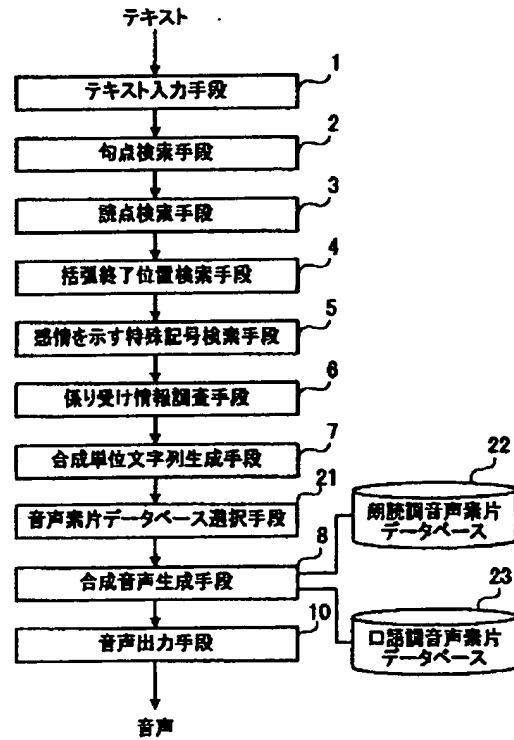 テキスト
1
テキスト入力手段
2
句点検索手段
3
読点検索手段
4
括弧終了位置検索手段
5
感情を示す特殊記号検索手段
6
係り受け情報調査手段
7
合成単位文字列生成手段
21
音声素片データベース選択手段
22
朗読調音声素片
データベース
8
合成音声生成手段
23
口語調音声素片
データベース
10
音声出力手段
音声